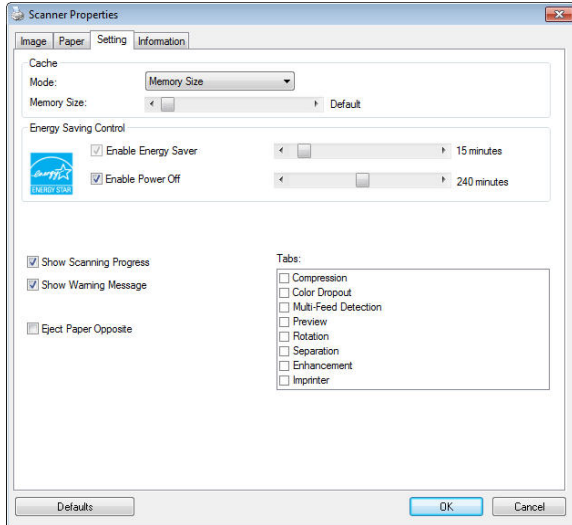 Scanner Properties
Image Paper Setting Information
Cache
Mode: Memory Size
Memory Size: Default
Energy Saving Control
Enable Energy Saver 15 minutes
energy
ENERGY STAR
Enable Power Off 240 minutes
Show Scanning Progress
Show Warning Message
Eject Paper Opposite
Tabs:
Compression
Color Dropout
Multi-Feed Detection
Preview
Rotation
Separation
Enhancement
Imprinter
Defaults OK Cancel